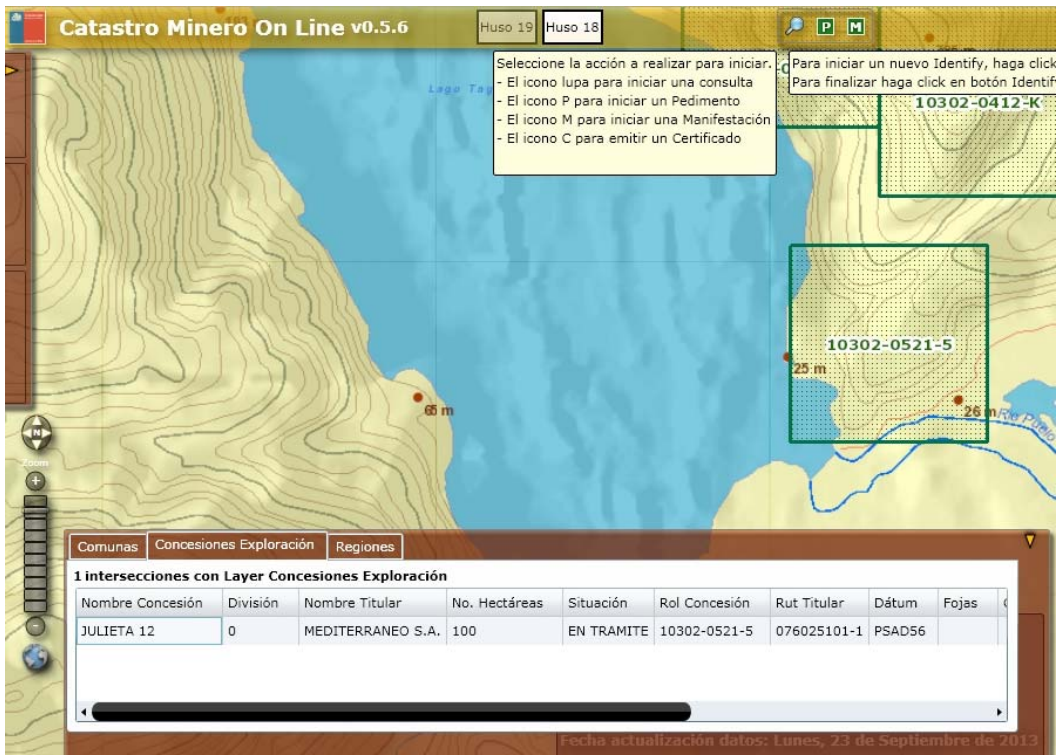 Catastro Minero On Line v0.5.6
Huso 19
Huso 18
P
M
Seleccione la acción a realizar para iniciar.
- El icono lupa para iniciar una consulta
- El icono P para iniciar un Pedimento
- El icono M para iniciar una Manifestación
- El icono C para emitir un Certificado
Para iniciar un nuevo Identify, haga click
Para finalizar haga click en botón Identify
Lago
10302-0412-K
10302-0521-5
25 m
65 m
26 m
Río Puelo
N
Zoom
+
-
Comunas
Concesiones Exploración
Regiones
1 intersecciones con Layer Concesiones Exploración
Nombre Concesión División Nombre Titular No. Hectáreas Situación Rol Concesión Rut Titular Dátum Fojas
JULIETA 12 0 MEDITERRANEO S.A. 100 EN TRAMITE 10302-0521-5 076025101-1 PSAD56
Fecha actualización datos: Lunes, 23 de Septiembre de 2013